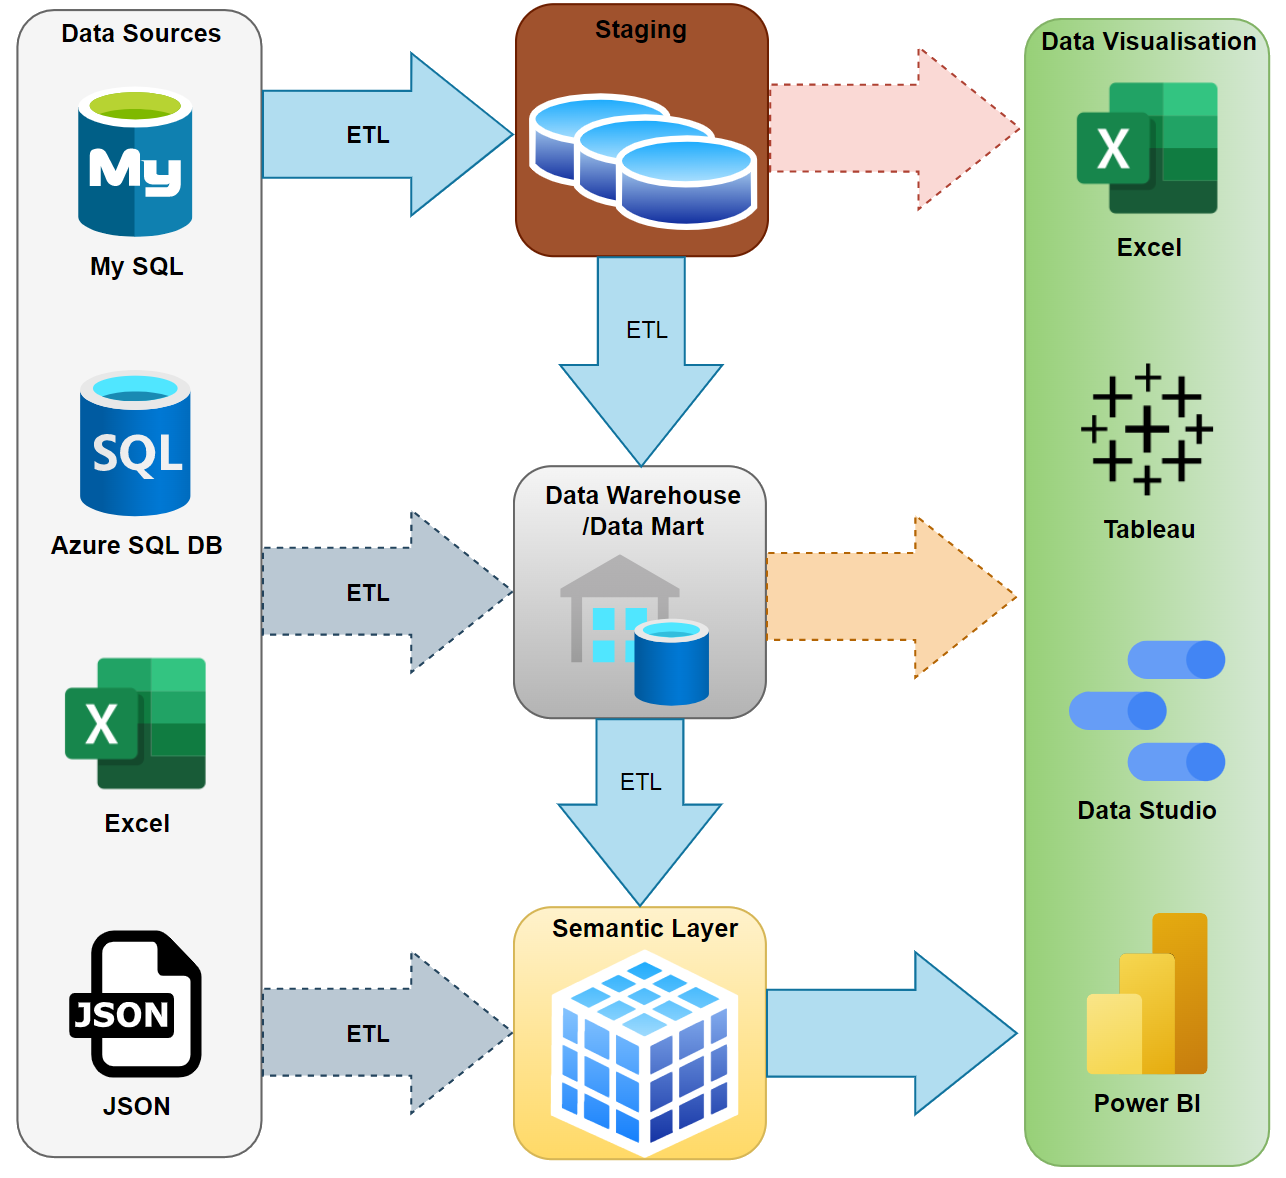 Data Sources
My
My SQL
SQL
Azure SQL DB
X
Excel
JSON
JSON
ETL
ETL
ETL
Staging
ETL
Data Warehouse
/Data Mart
ETL
Semantic Layer
Data Visualisation
X
Excel
Tableau
Data Studio
Power BI